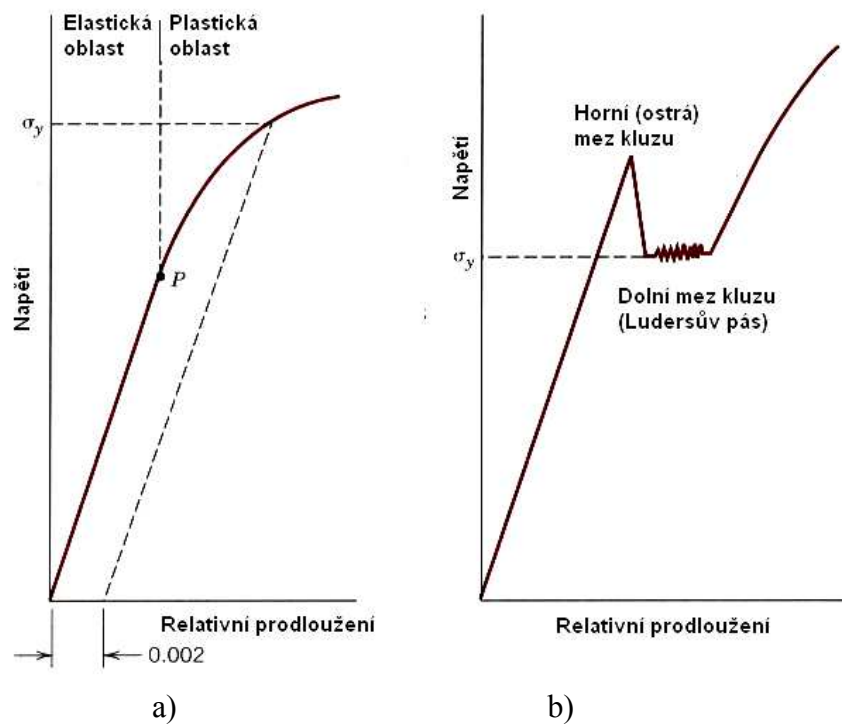 Elastická
oblast
Plastická
oblast
σy
P
Napětí
Relativní prodloužení
0.002
a)
Horní (ostrá)
mez kluzu
Napětí
σy
Dolní mez kluzu
(Ludersův pás)
Relativní prodloužení
b)